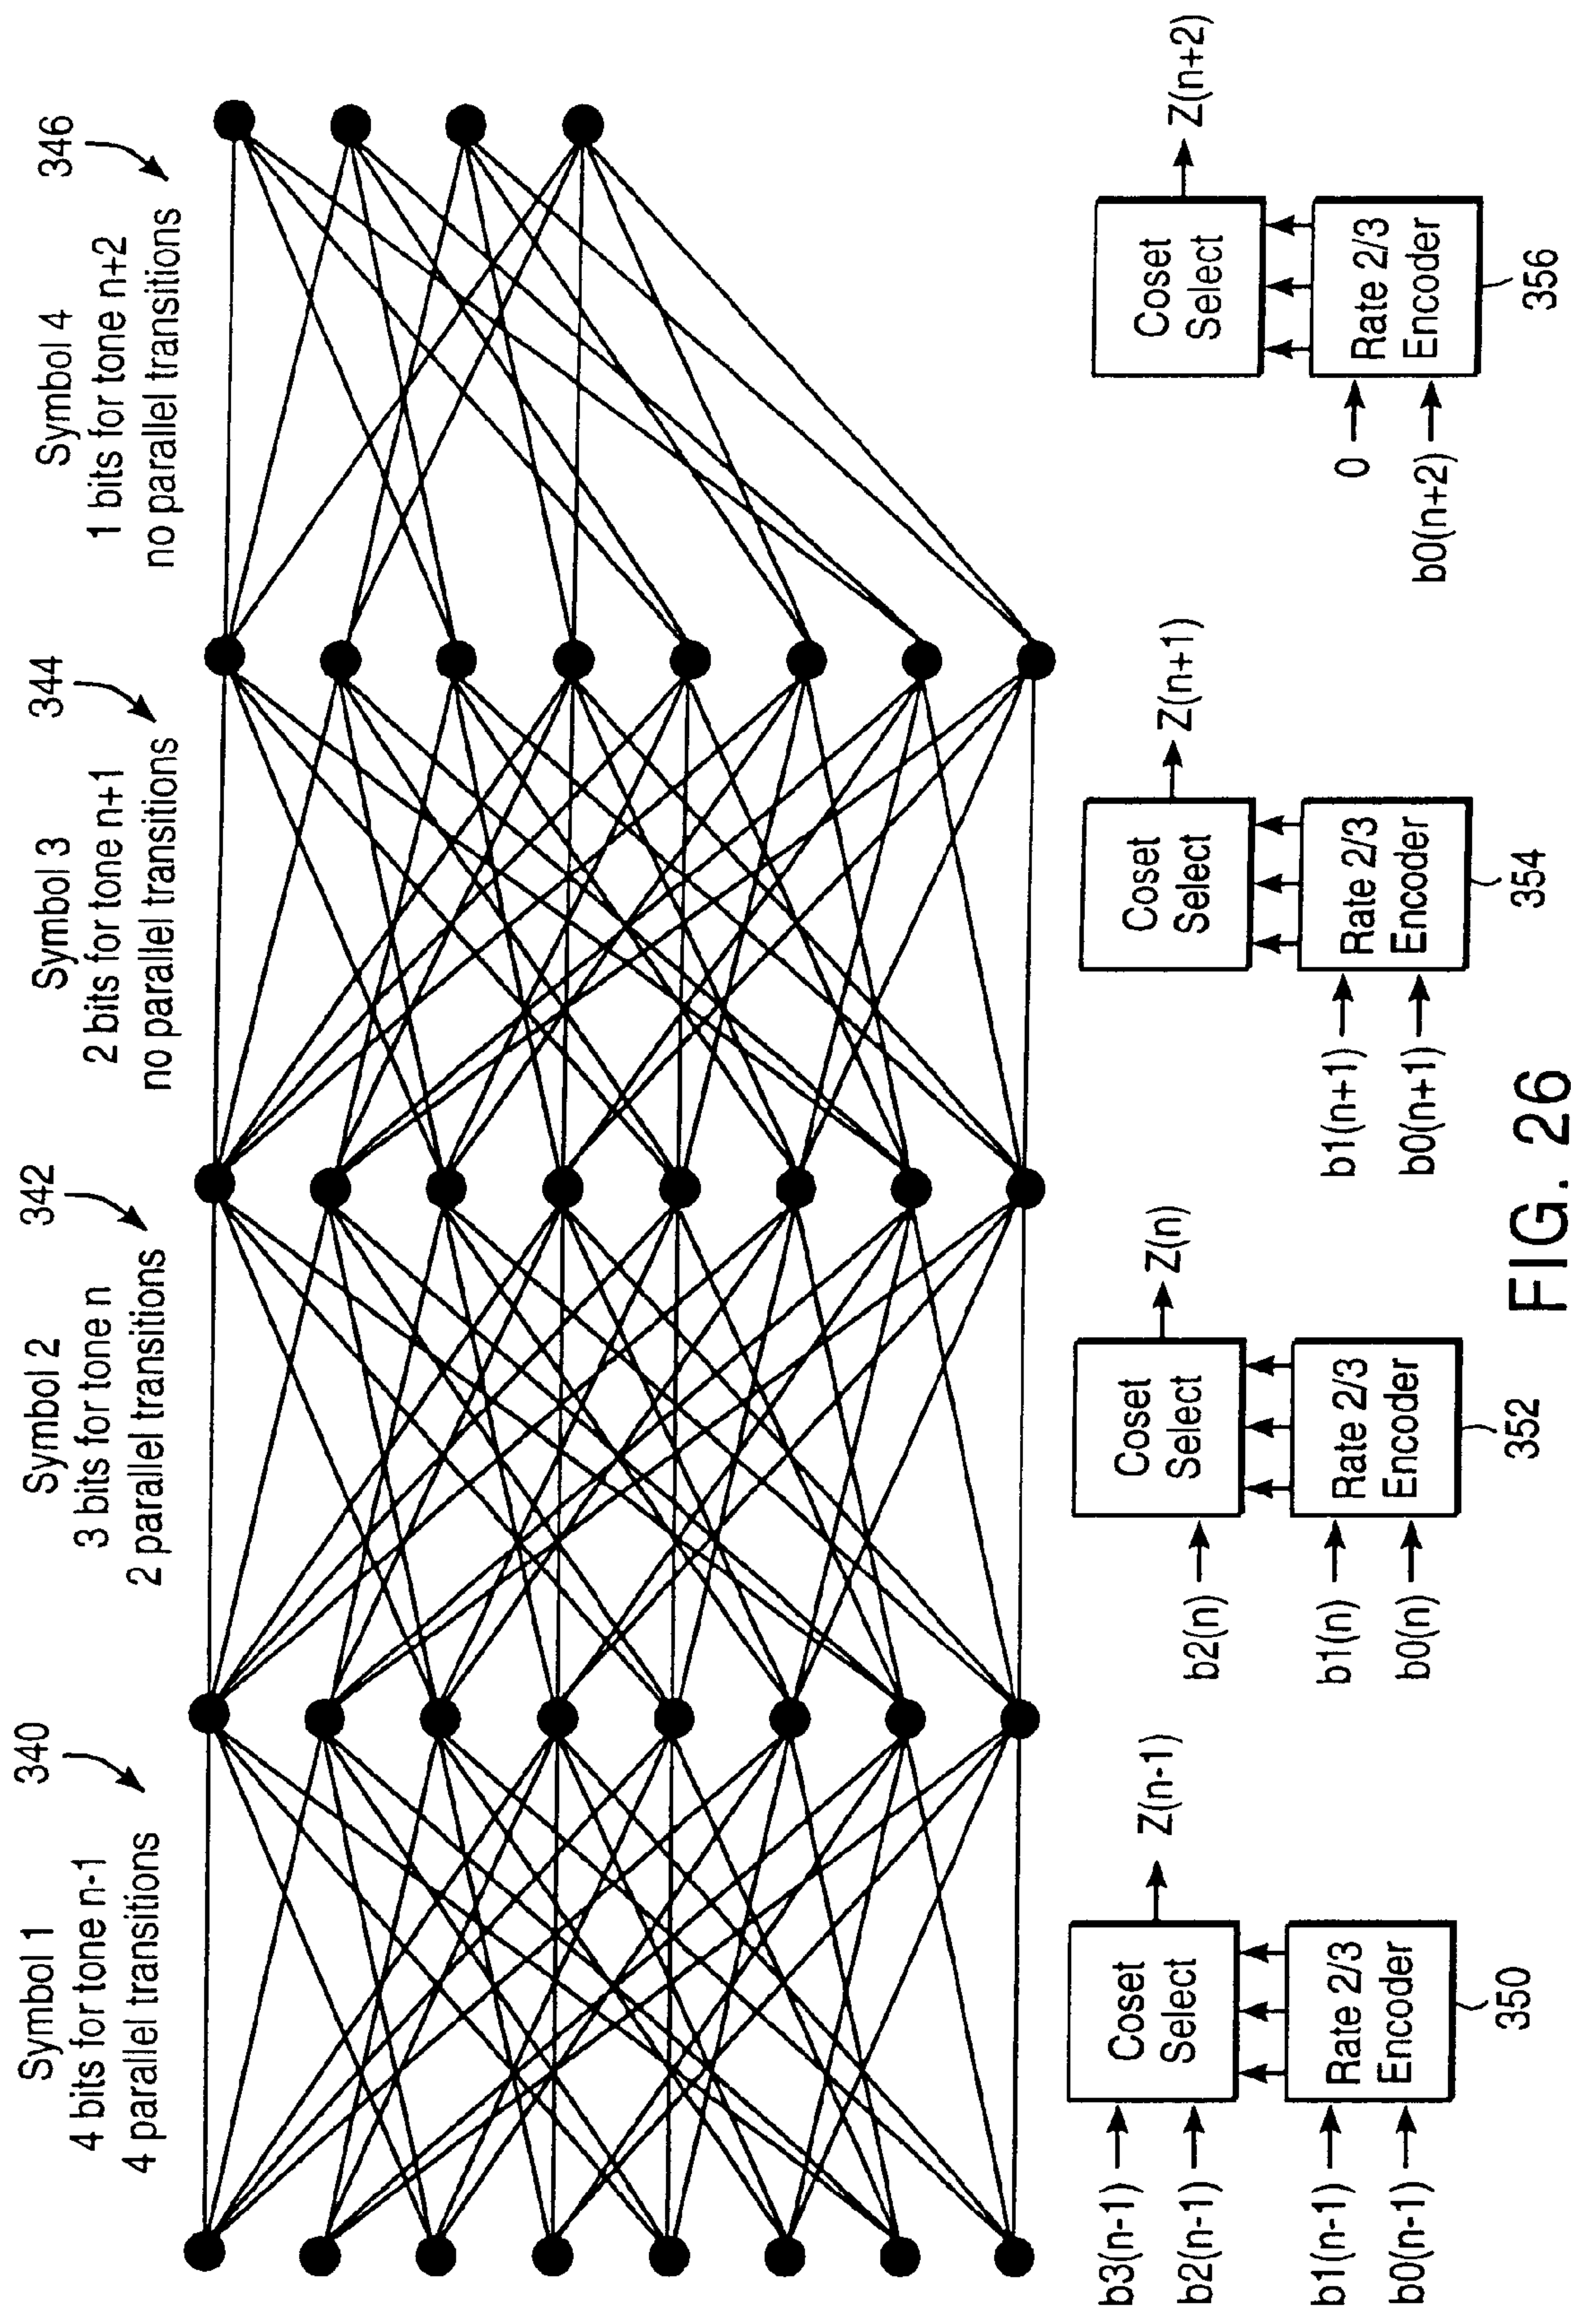 340
Symbol 1
4 bits for tone n-1
4 parallel transitions
342
Symbol 2
3 bits for tone n
2 parallel transitions
344
Symbol 3
2 bits for tone n+1
no parallel transitions
346
Symbol 4
1 bits for tone n+2
no parallel transitions
b3(n-1)
b2(n-1)
Coset
Select
Z(n-1)
b1(n-1)
b0(n-1)
Rate 2/3
Encoder
350
b2(n)
Coset
Select
Z(n)
b1(n)
b0(n)
Rate 2/3
Encoder
352
Coset
Select
Z(n+1)
b1(n+1)
b0(n+1)
Rate 2/3
Encoder
354
Coset
Select
Z(n+2)
0
b0(n+2)
Rate 2/3
Encoder
356
FIG. 26